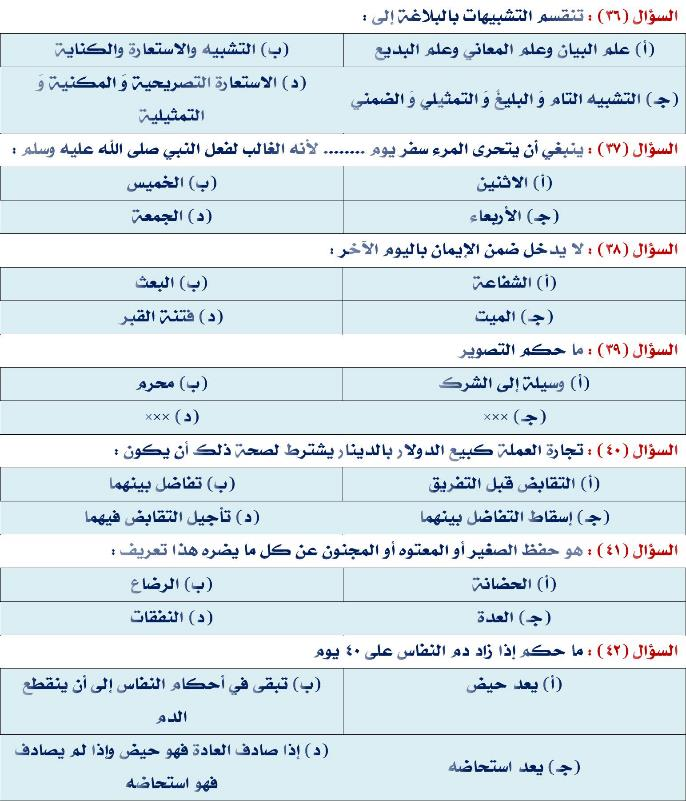 السؤال (٣٦) : تنقسم التشبيهات بالبلاغة إلى :
(أ) علم البيان وعلم المعاني وعلم البديع
(ب) التشبيه والاستعارة والكناية
(جـ) التشبيه التام وَ البليغُ وَ التمثيلي وَ الضمني
(د) الاستعارة التصريحية وَ المكنية وَ
التمثيلية
السؤال (٣٧) : ينبغي أن يتحرى المرء سفر يوم ........ لأنه الغالب لفعل النبي صلى الله عليه وسلم :
(أ) الاثنين
(ب) الخميس
(جـ) الأربعاء
(د) الجمعة
السؤال (٣٨) : لا يدخل ضمن الإيمان باليوم الآخر :
(أ) الشفاعة
(ب) البعث
(جـ) الميت
(د) فتنة القبر
السؤال (٣٩) : ما حكم التصوير
(أ) وسيلة إلى الشرك
(ب) محرم
(جـ) ×××
(د) ×××
السؤال (٤٠) : تجارة العملة كبيع الدولار بالدينار يشترط لصحة ذلك أن يكون :
(أ) التقابض قبل التفريق
(ب) تفاضل بينهما
(جـ) إسقاط التفاضل بينهما
(د) تأجيل التقابض فيهما
السؤال (٤١) : هو حفظ الصغير أو المعتوه أو المجنون عن كل ما يضره هذا تعريف :
(أ) الحضانة
(ب) الرضاع
(جـ) العدة
(د) النفقات
السؤال (٤٢) : ما حكم إذا زاد دم النفاس على ٤٠ يوم
(أ) يعد حيض
(ب) تبقى في أحكام النفاس إلى أن ينقطع
الدم
(جـ) يعد استحاضه
(د) إذا صادف العادة فهو حيض وإذا لم يصادف
فهو استحاضه